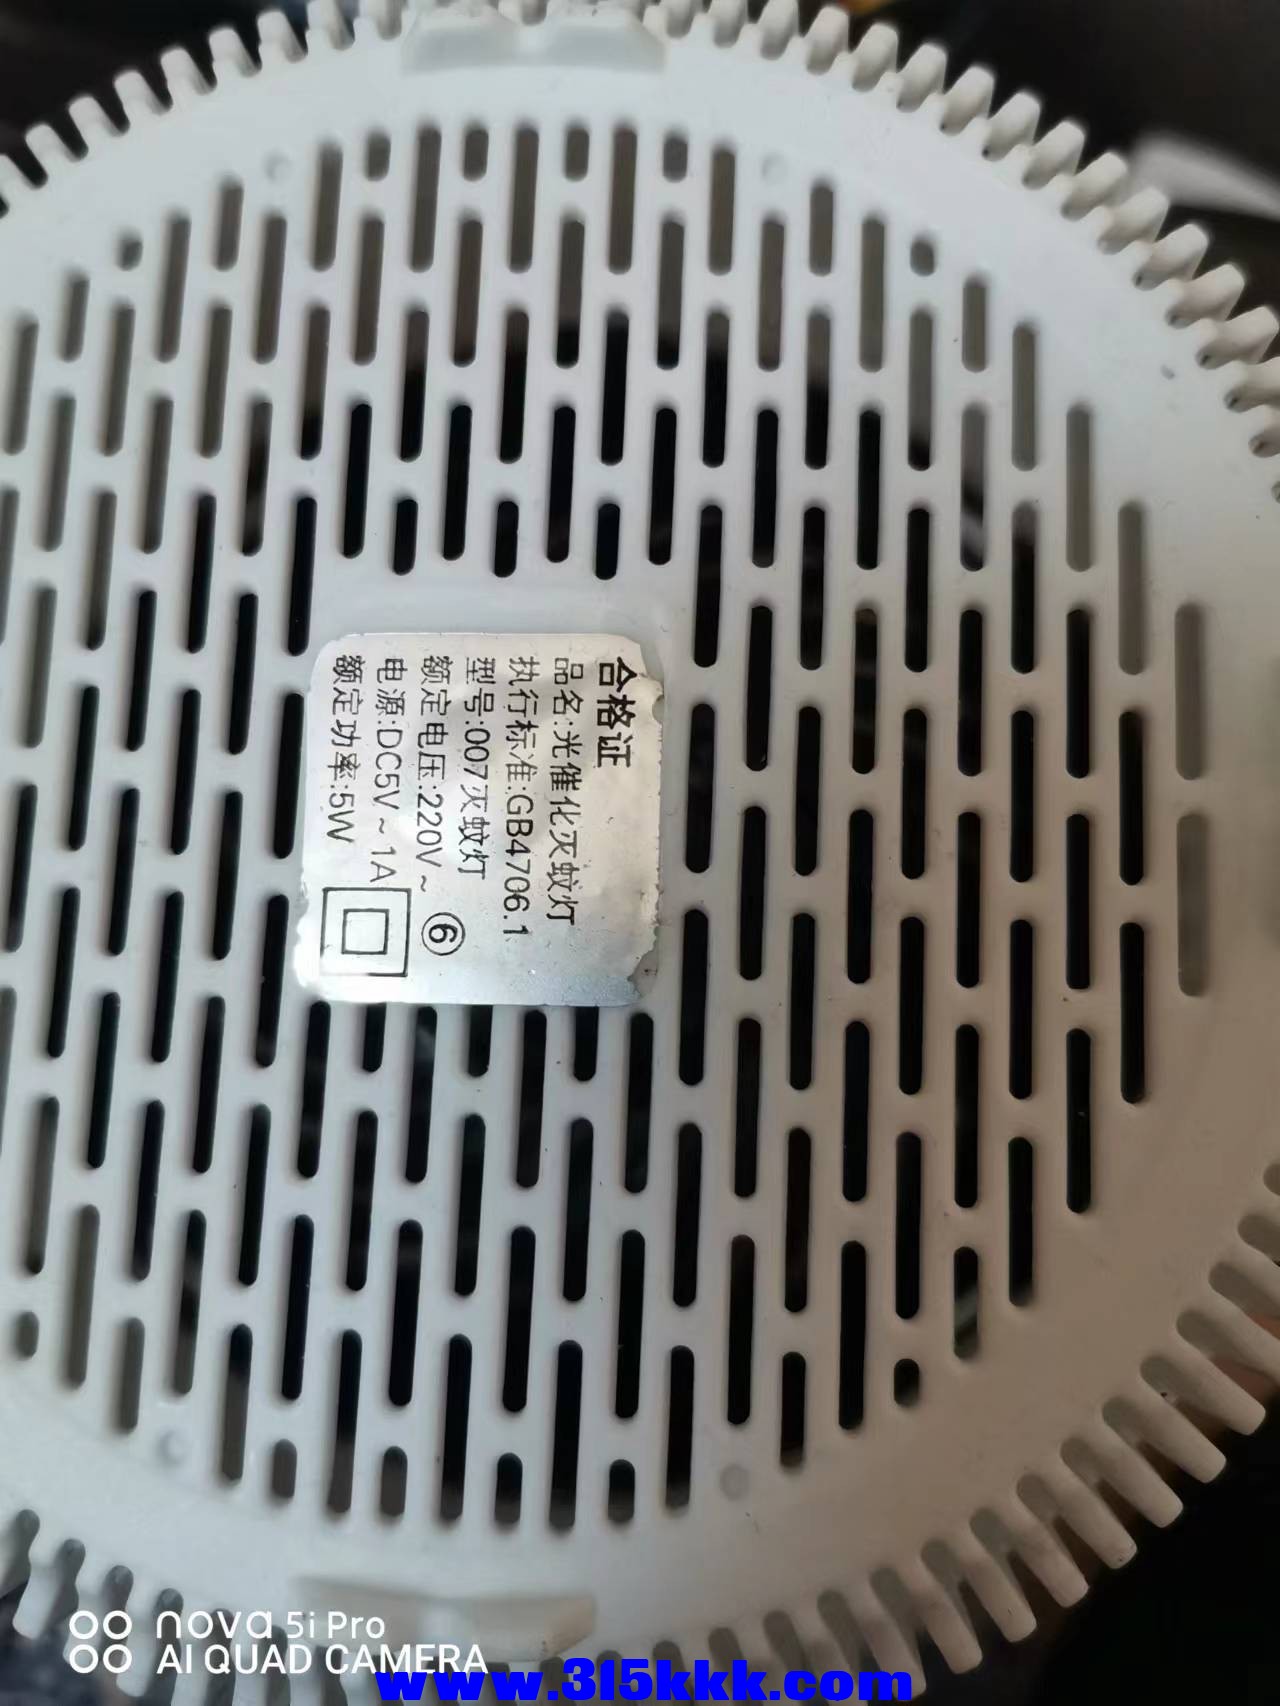 合格证
品名:光催化灭蚊灯
执行标准:GB4706.1
型号:007灭蚊灯
额定电压:220V~ ⑥
电源:DC5V~1A
额定功率:5W
nova 5i Pro
AI QUAD CAMERA
www.315kkk.com